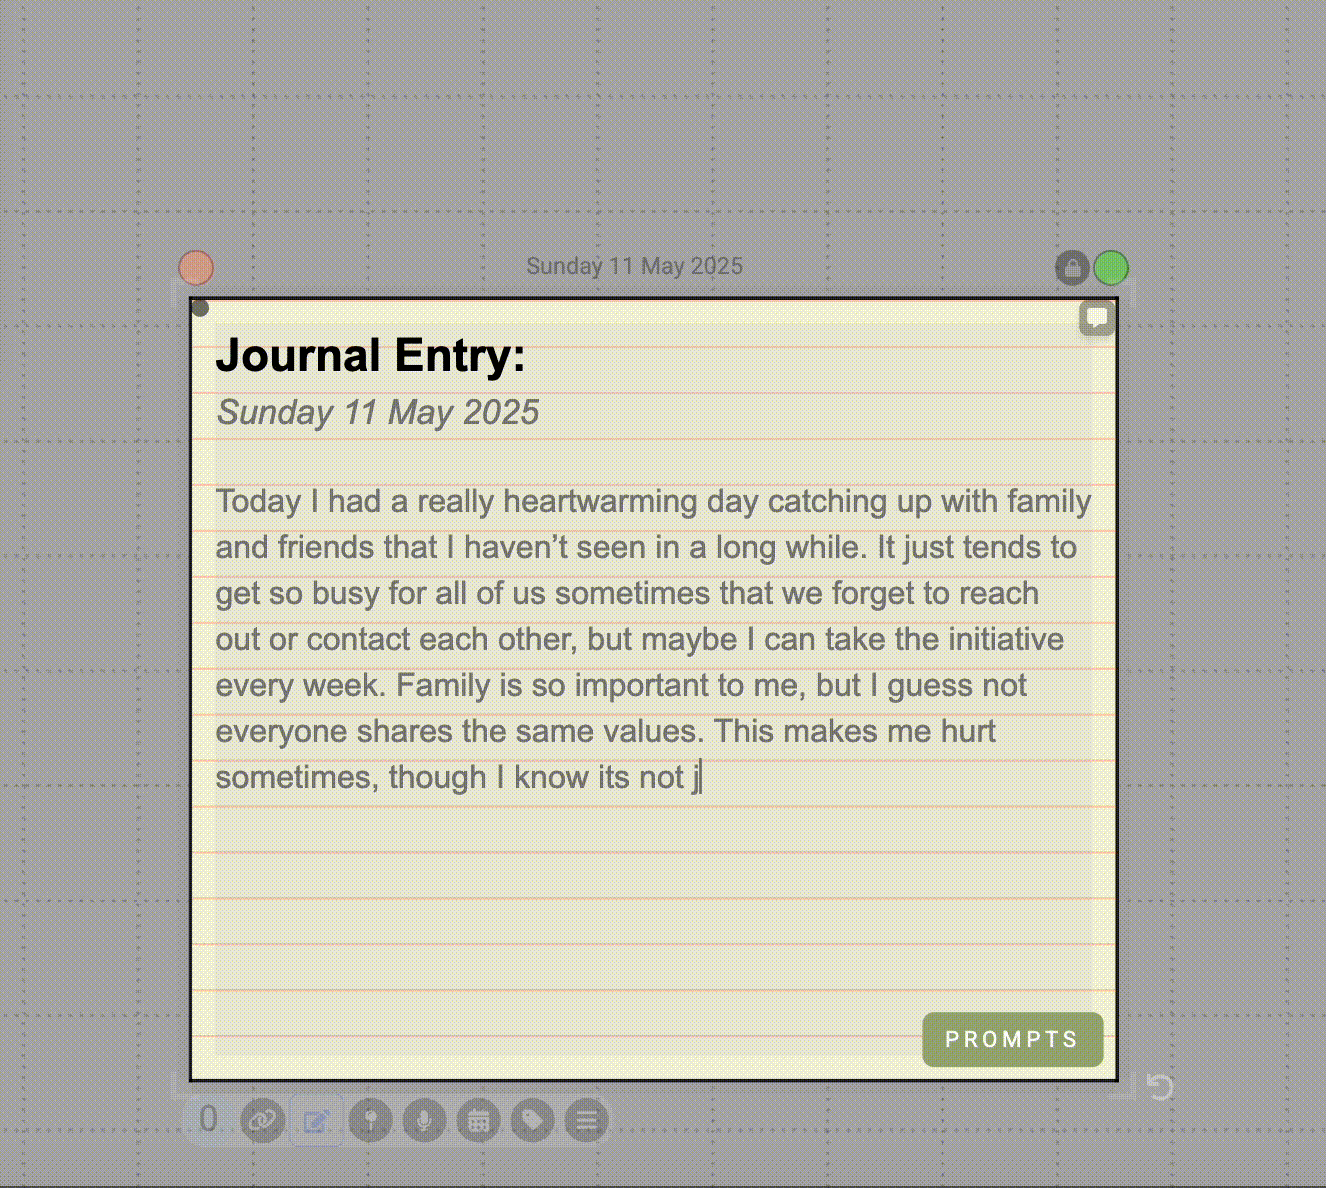 Sunday 11 May 2025
Journal Entry:
Sunday 11 May 2025
Today I had a really heartwarming day catching up with family
and friends that I haven’t seen in a long while. It just tends to
get so busy for all of us sometimes that we forget to reach
out or contact each other, but maybe I can take the initiative
every week. Family is so important to me, but I guess not
everyone shares the same values. This makes me hurt
sometimes, though I know its not j
PROMPTS
0